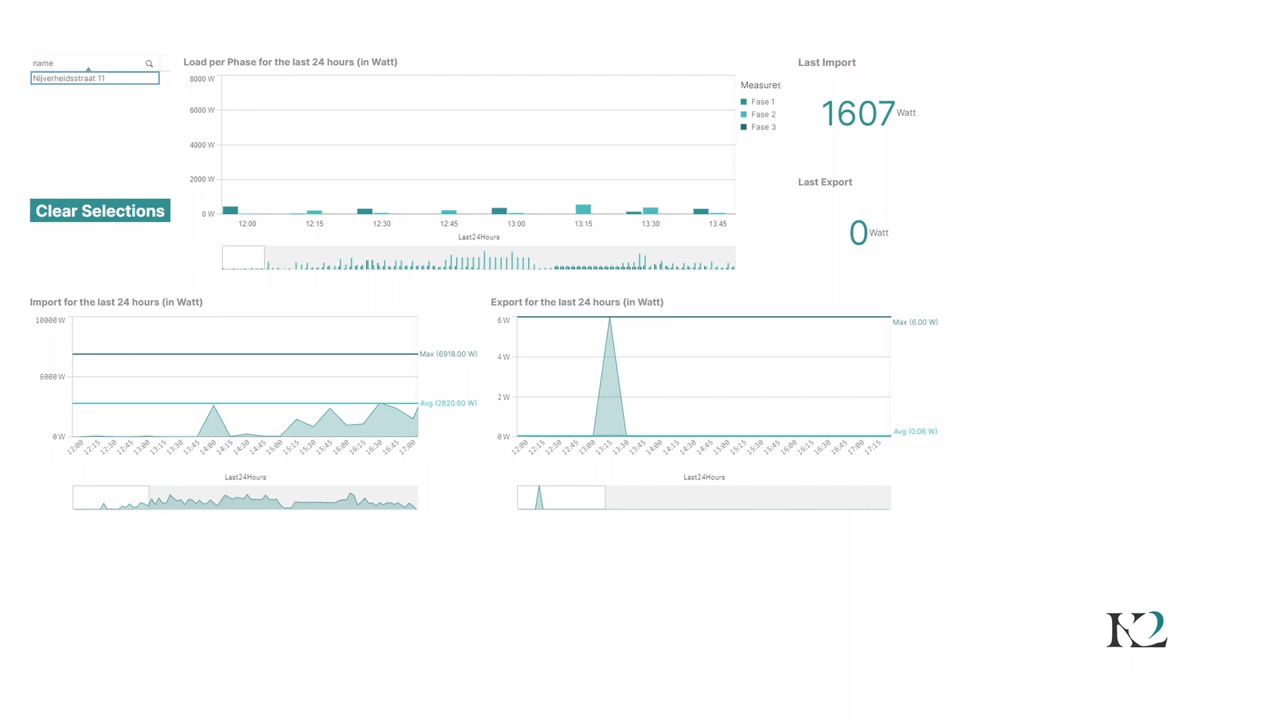 name
Nijverheidsstraat 11
Clear Selections
Load per Phase for the last 24 hours (in Watt)
8000 W
6000 W
4000 W
2000 W
0 W
12:00 12:15 12:30 12:45 13:00 13:15 13:30 13:45
Last24Hours
Measures
Fase 1
Fase 2
Fase 3
Last Import
1607 Watt
Last Export
0 Watt
Import for the last 24 hours (in Watt)
10000 W
5000 W
0 W
Max (6918.00 W)
Avg (2820.60 W)
12:00 12:15 12:30 12:45 13:00 13:15 13:30 13:45 14:00 14:15 14:30 14:45 15:00 15:15 15:30 15:45 16:00 16:15 16:30 16:45 17:00
Last24Hours
Export for the last 24 hours (in Watt)
6 W
4 W
2 W
0 W
Max (6.00 W)
Avg (0.06 W)
12:00 12:15 12:30 12:45 13:00 13:15 13:30 13:45 14:00 14:15 14:30 14:45 15:00 15:15 15:30 15:45 16:00 16:15 16:30 16:45 17:00 17:15
Last24Hours
K2